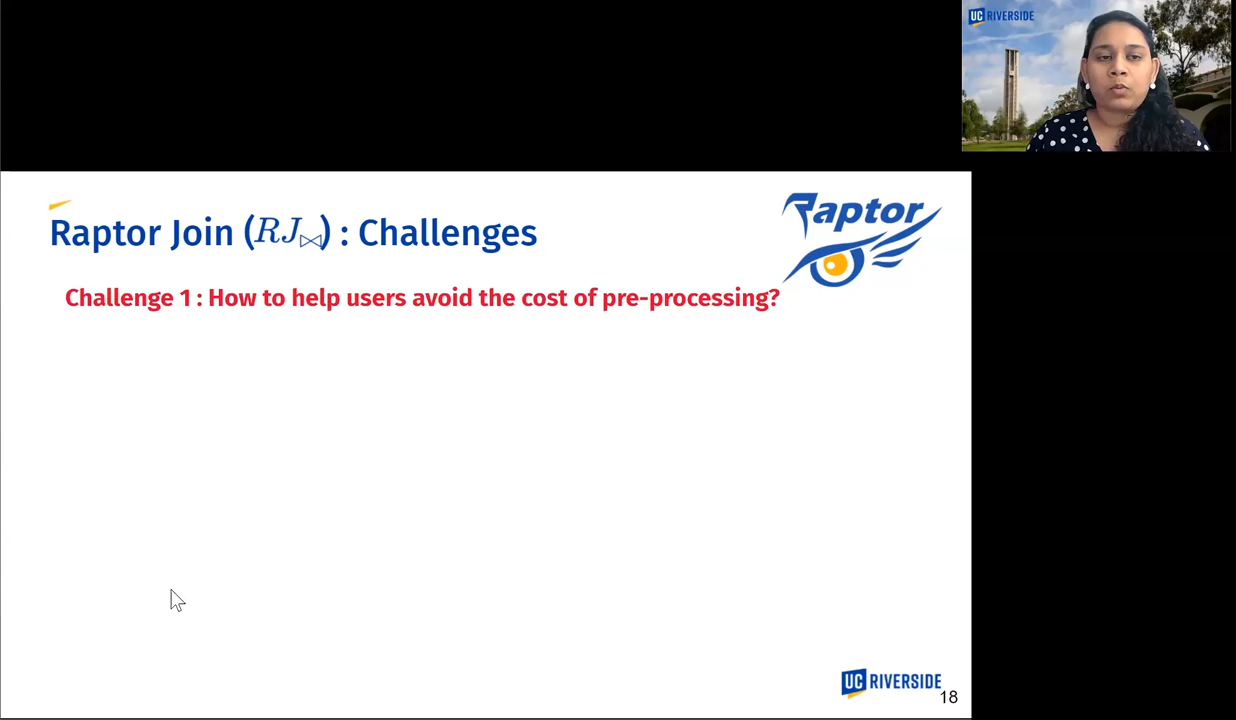 UC RIVERSIDE
Raptor
Raptor Join (RJ⋈) : Challenges
Challenge 1 : How to help users avoid the cost of pre-processing?
UC RIVERSIDE
18